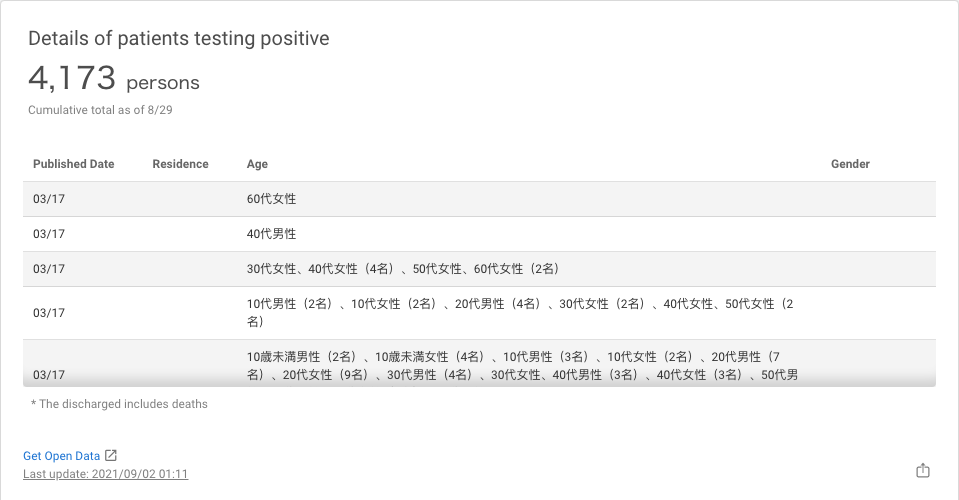 Details of patients testing positive
4,173 persons
Cumulative total as of 8/29
Published Date Residence Age Gender
03/17 60代女性
03/17 40代男性
03/17 30代女性、40代女性（4名）、50代女性、60代女性（2名）
10代男性（2名）、10代女性（2名）、20代男性（4名）、30代女性（2名）、40代女性、50代女性（2
03/17
名）
10歳未満男性（2名）、10歳未満女性（4名）、10代男性（3名）、10代女性（2名）、20代男性（7
03/17 名）、20代女性（9名）、30代男性（4名）、30代女性、40代男性（3名）、40代女性（3名）、50代男
* The discharged includes deaths
Get Open Data
Last update: 2021/09/02 01:11